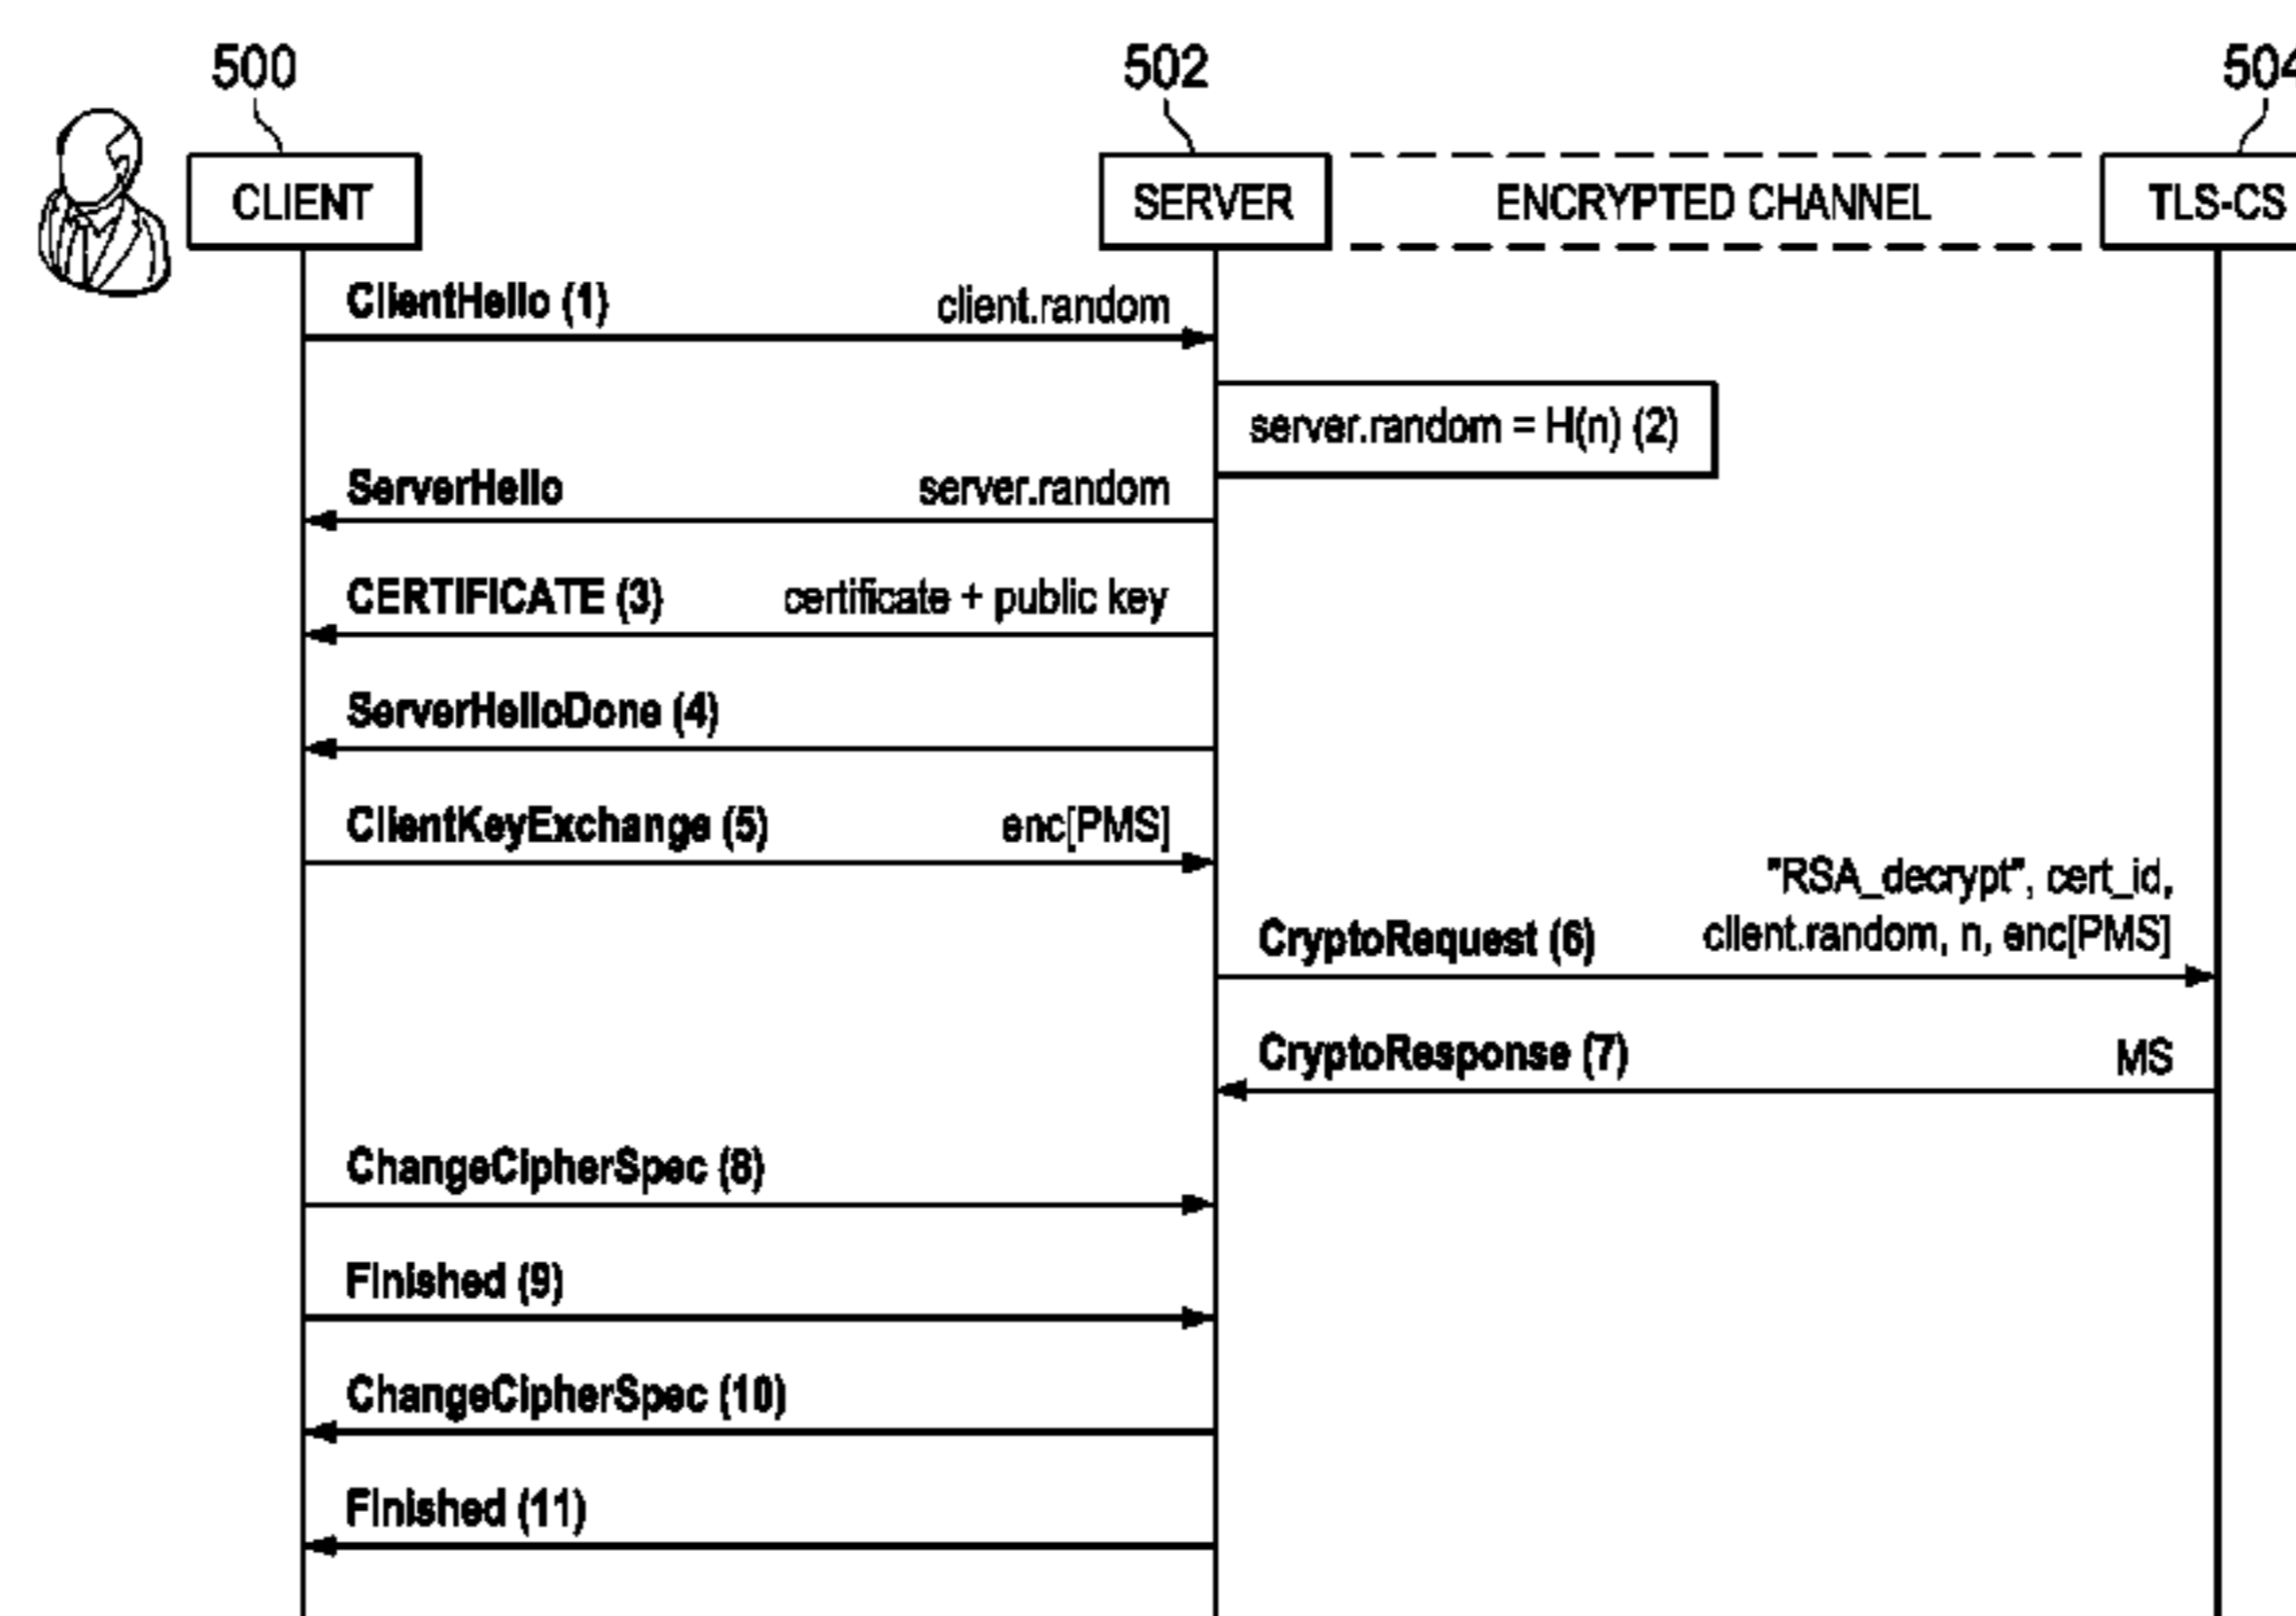 500
502
504
CLIENT
SERVER
ENCRYPTED CHANNEL
TLS-CS
ClientHello (1)
client.random
server.random = H(n) (2)
ServerHello
server.random
CERTIFICATE (3)
certificate + public key
ServerHelloDone (4)
ClientKeyExchange (5)
enc[PMS]
"RSA_decrypt", cert_id,
CryptoRequest (6)
client.random, n, enc[PMS]
CryptoResponse (7)
MS
ChangeCipherSpec (8)
Finished (9)
ChangeCipherSpec (10)
Finished (11)